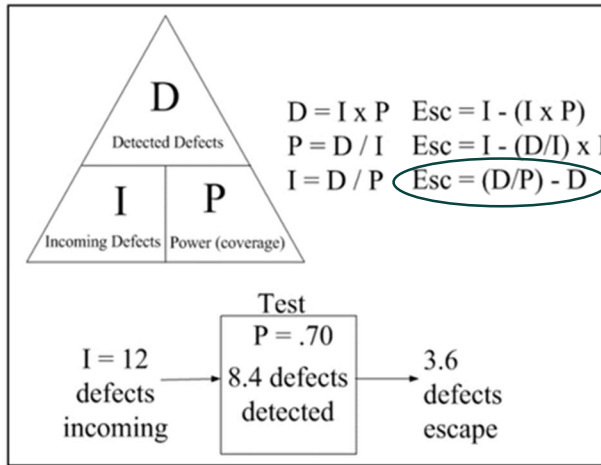 D
Detected Defects
I
P
Incoming Defects
Power (coverage)
D = I x P Esc = I - (I x P)
P = D / I Esc = I - (D/I) x
I = D / P Esc = (D/P) - D
Test
P = .70
8.4 defects
detected
I = 12
defects
incoming
3.6
defects
escape